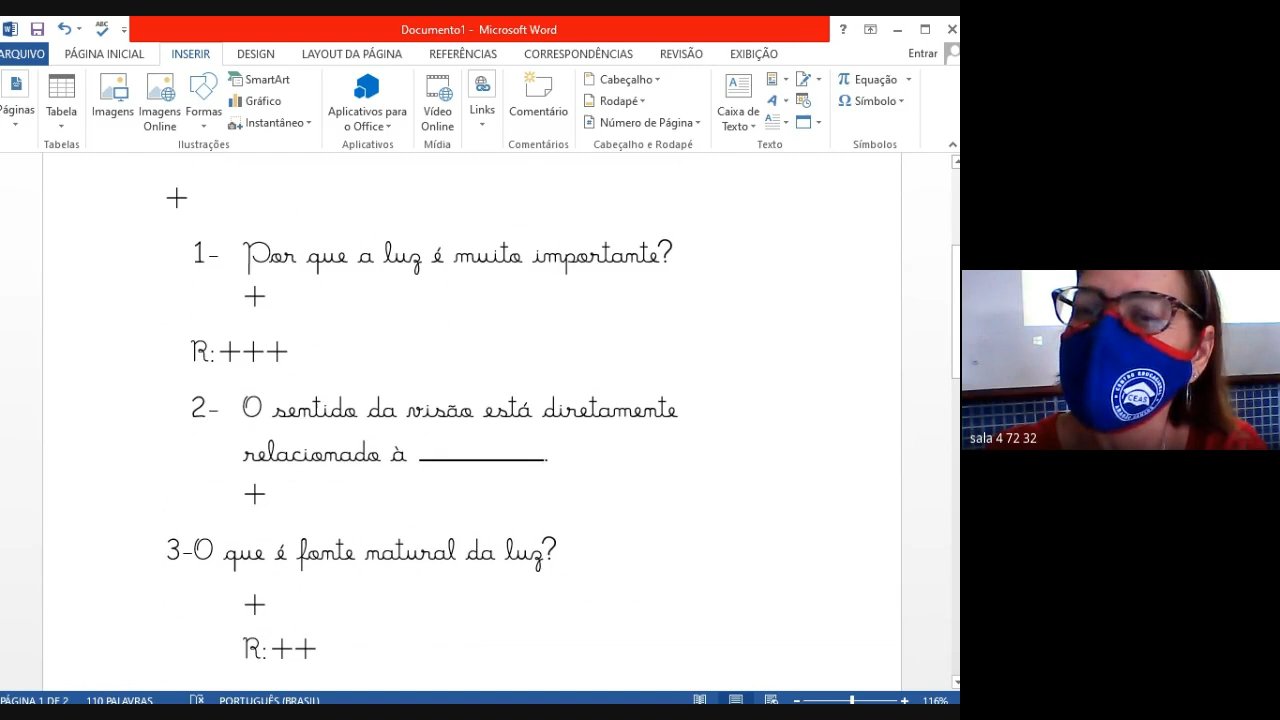 Documento1 - Microsoft Word
ARQUIVO PÁGINA INICIAL INSERIR DESIGN LAYOUT DA PÁGINA REFERÊNCIAS CORRESPONDÊNCIAS REVISÃO EXIBIÇÃO Entrar
Páginas
Tabela
Tabelas
Imagens
Imagens Online
Formas
SmartArt
Gráfico
Instantâneo
Ilustrações
Aplicativos para o Office
Aplicativos
Vídeo Online
Mídia
Links
Comentário
Comentários
Cabeçalho
Rodapé
Número de Página
Cabeçalho e Rodapé
Caixa de Texto
Texto
π Equação
Ω Símbolo
Símbolos
+
1- Por que a luz é muito importante?
+
R:+++
2- O sentido da visão está diretamente
relacionado à __________.
+
3-O que é fonte natural da luz?
+
R:++
PÁGINA 1 DE 2 110 PALAVRAS PORTUGUÊS (BRASIL) 116%
CENTRO EDUCACIONAL
CEAS
sala 4 72 32